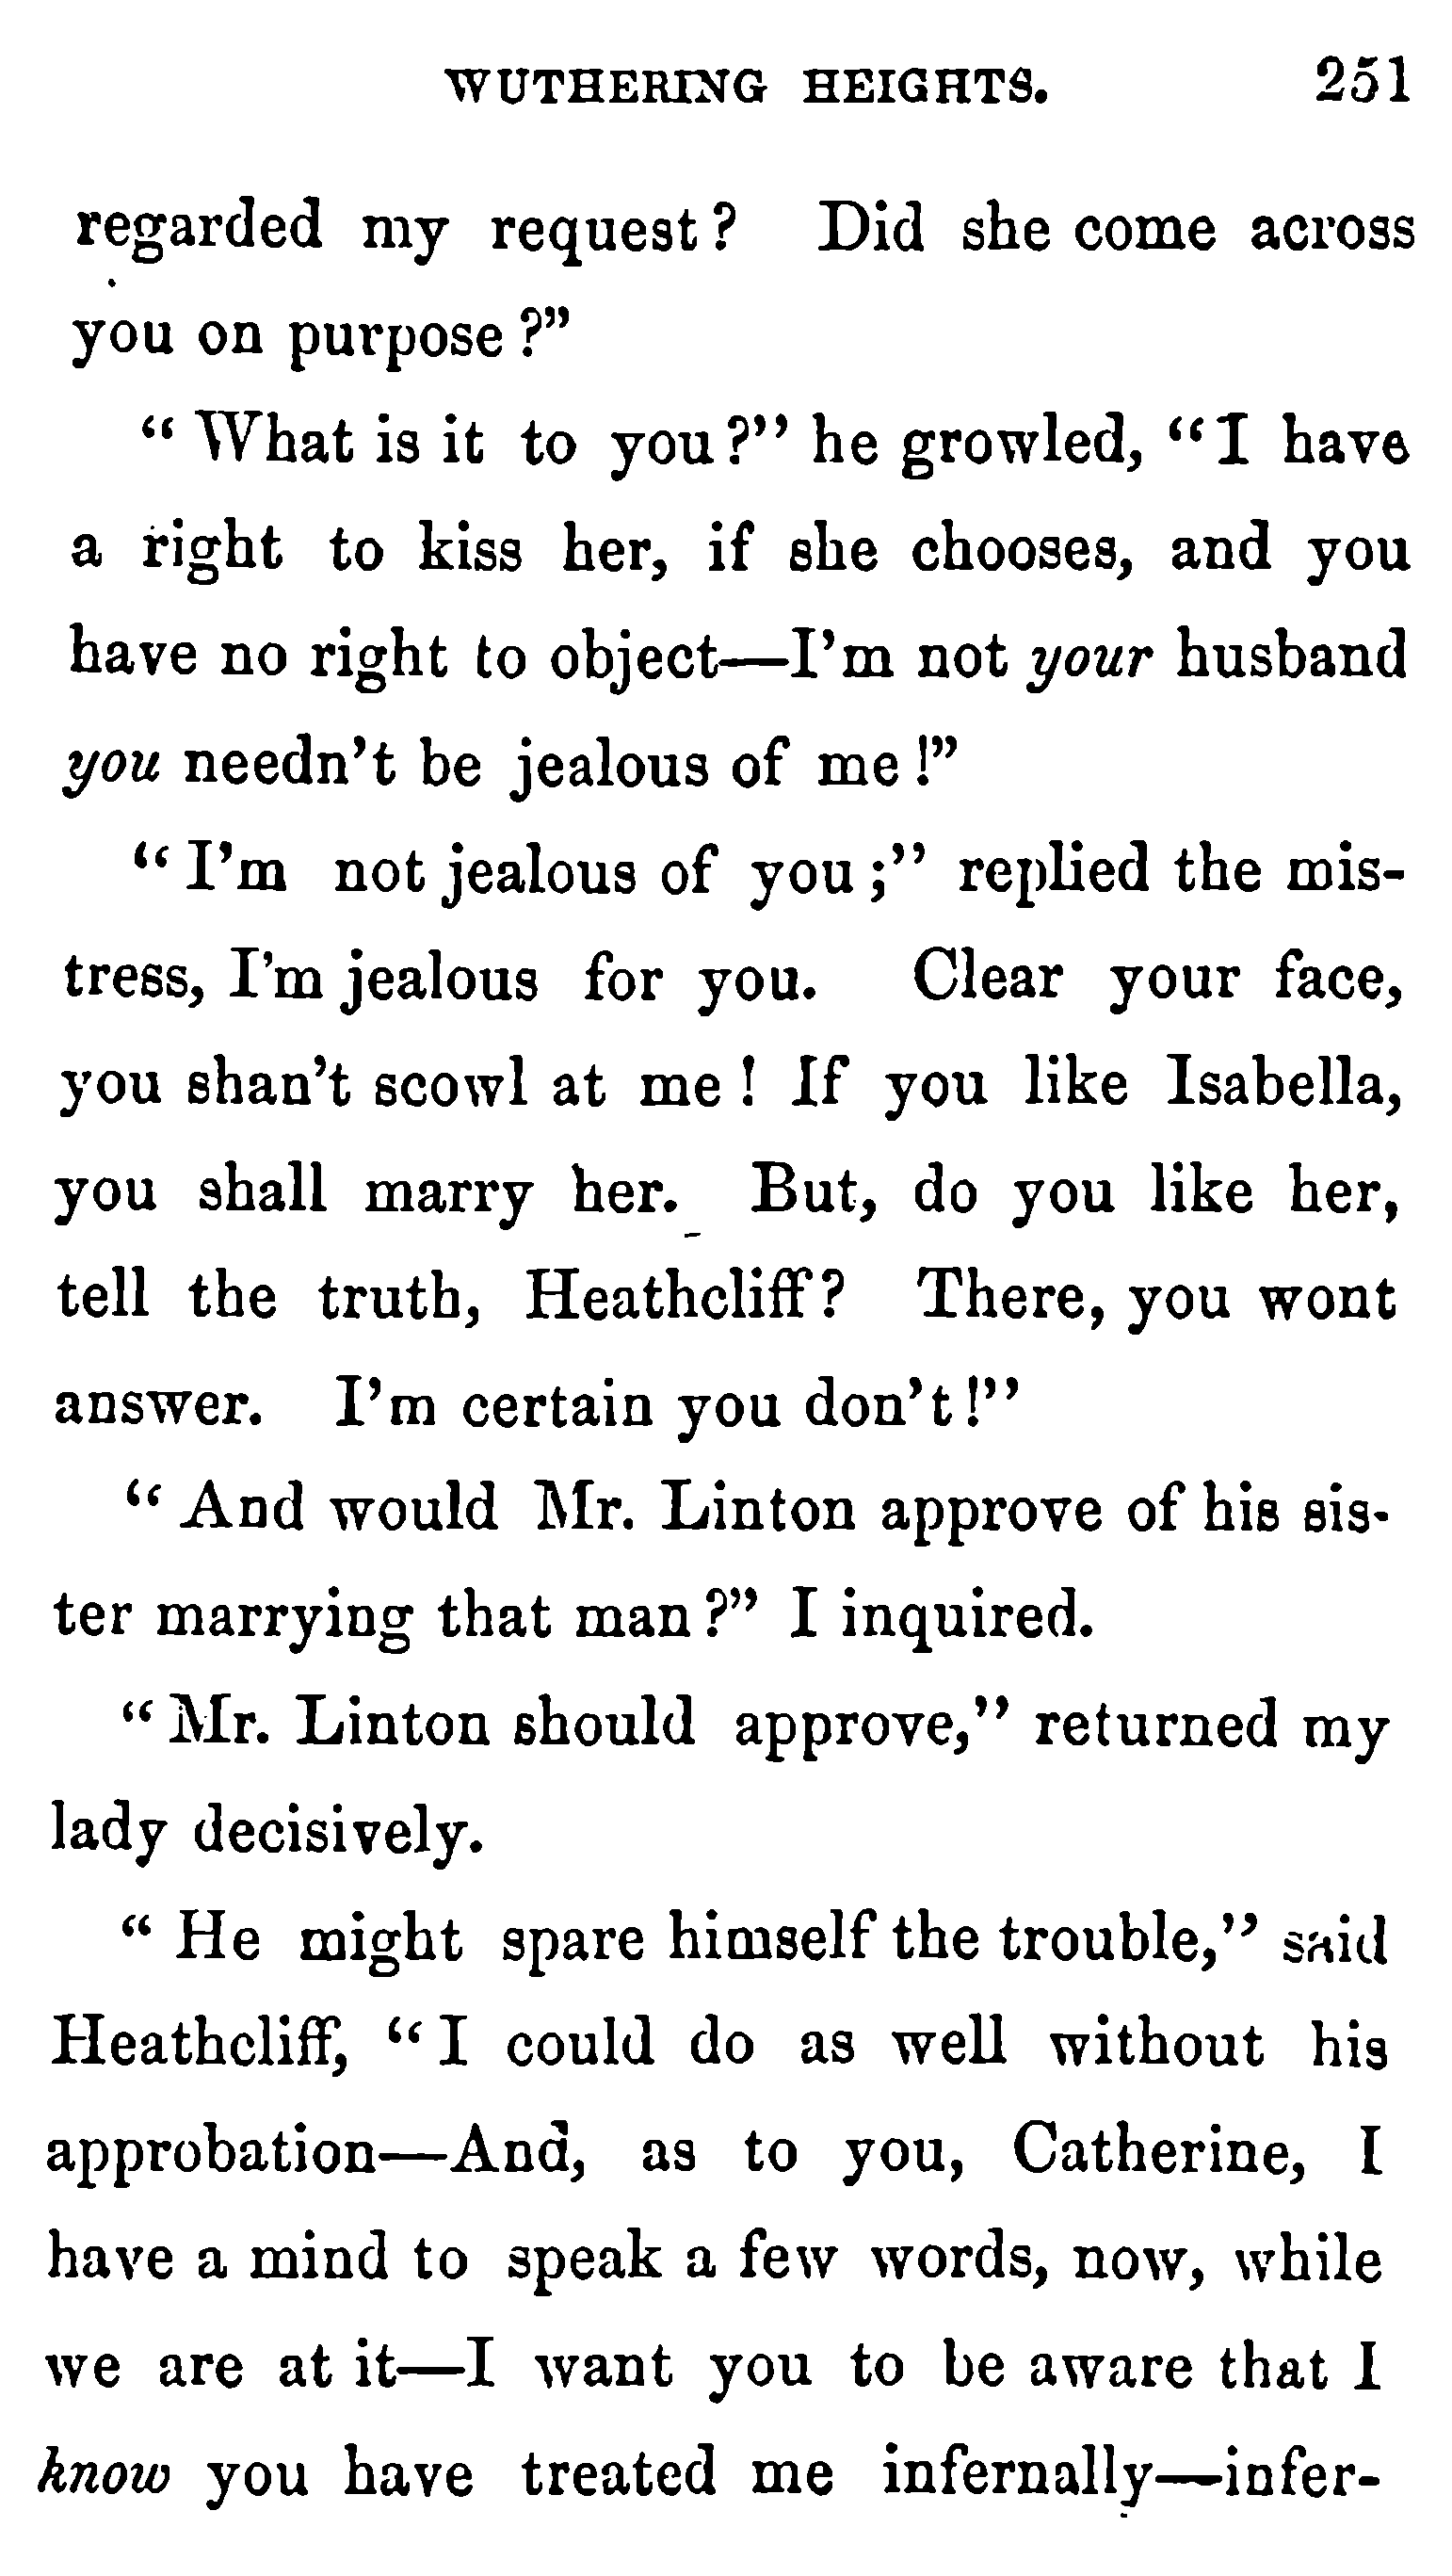 WUTHERING HEIGHTS. 251
regarded my request? Did she come across
you on purpose?”
“What is it to you?” he growled, “I have
a right to kiss her, if she chooses, and you
have no right to object—I’m not your husband
you needn’t be jealous of me!”
“I’m not jealous of you;” replied the mis-
tress, I’m jealous for you. Clear your face,
you shan’t scowl at me! If you like Isabella,
you shall marry her. But, do you like her,
tell the truth, Heathcliff? There, you wont
answer. I’m certain you don’t!”
“And would Mr. Linton approve of his sis-
ter marrying that man?” I inquired.
“Mr. Linton should approve,” returned my
lady decisively.
“He might spare himself the trouble,” said
Heathcliff, “I could do as well without his
approbation—And, as to you, Catherine, I
have a mind to speak a few words, now, while
we are at it—I want you to be aware that I
know you have treated me infernally—infer-